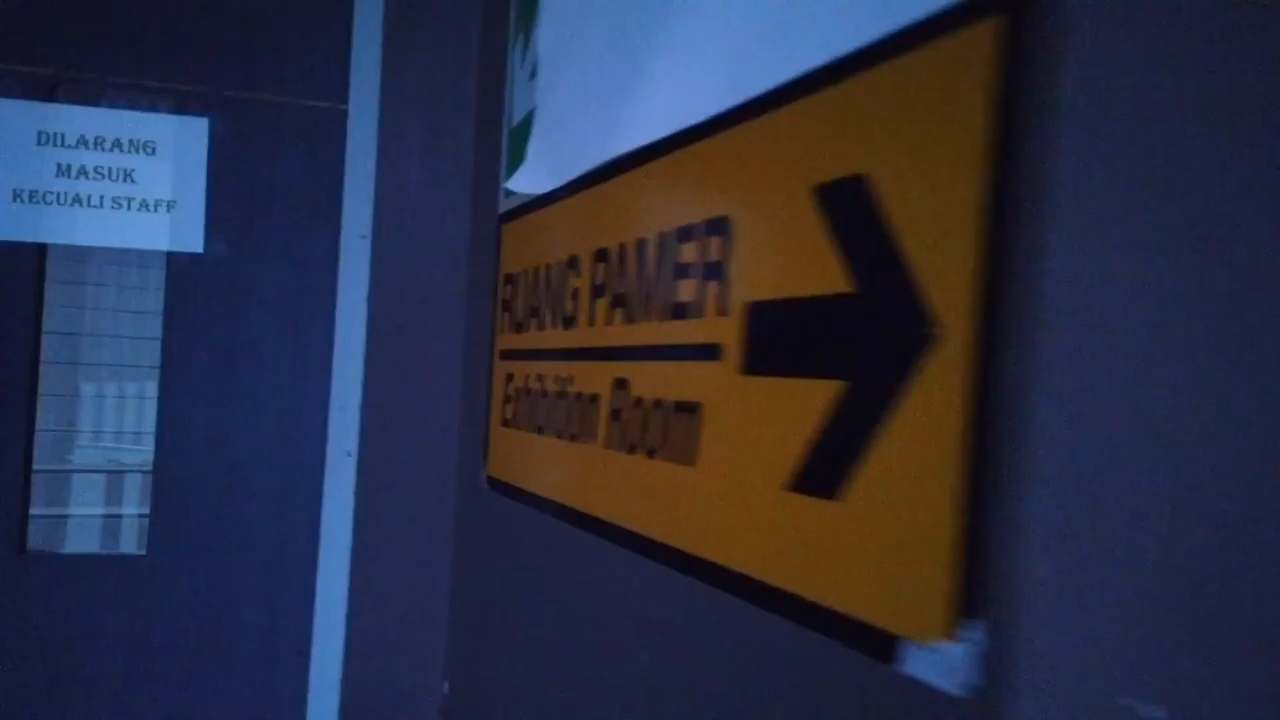 DILARANG
MASUK
KECUALI STAFF
RUANG PAMER
Exhibition Room